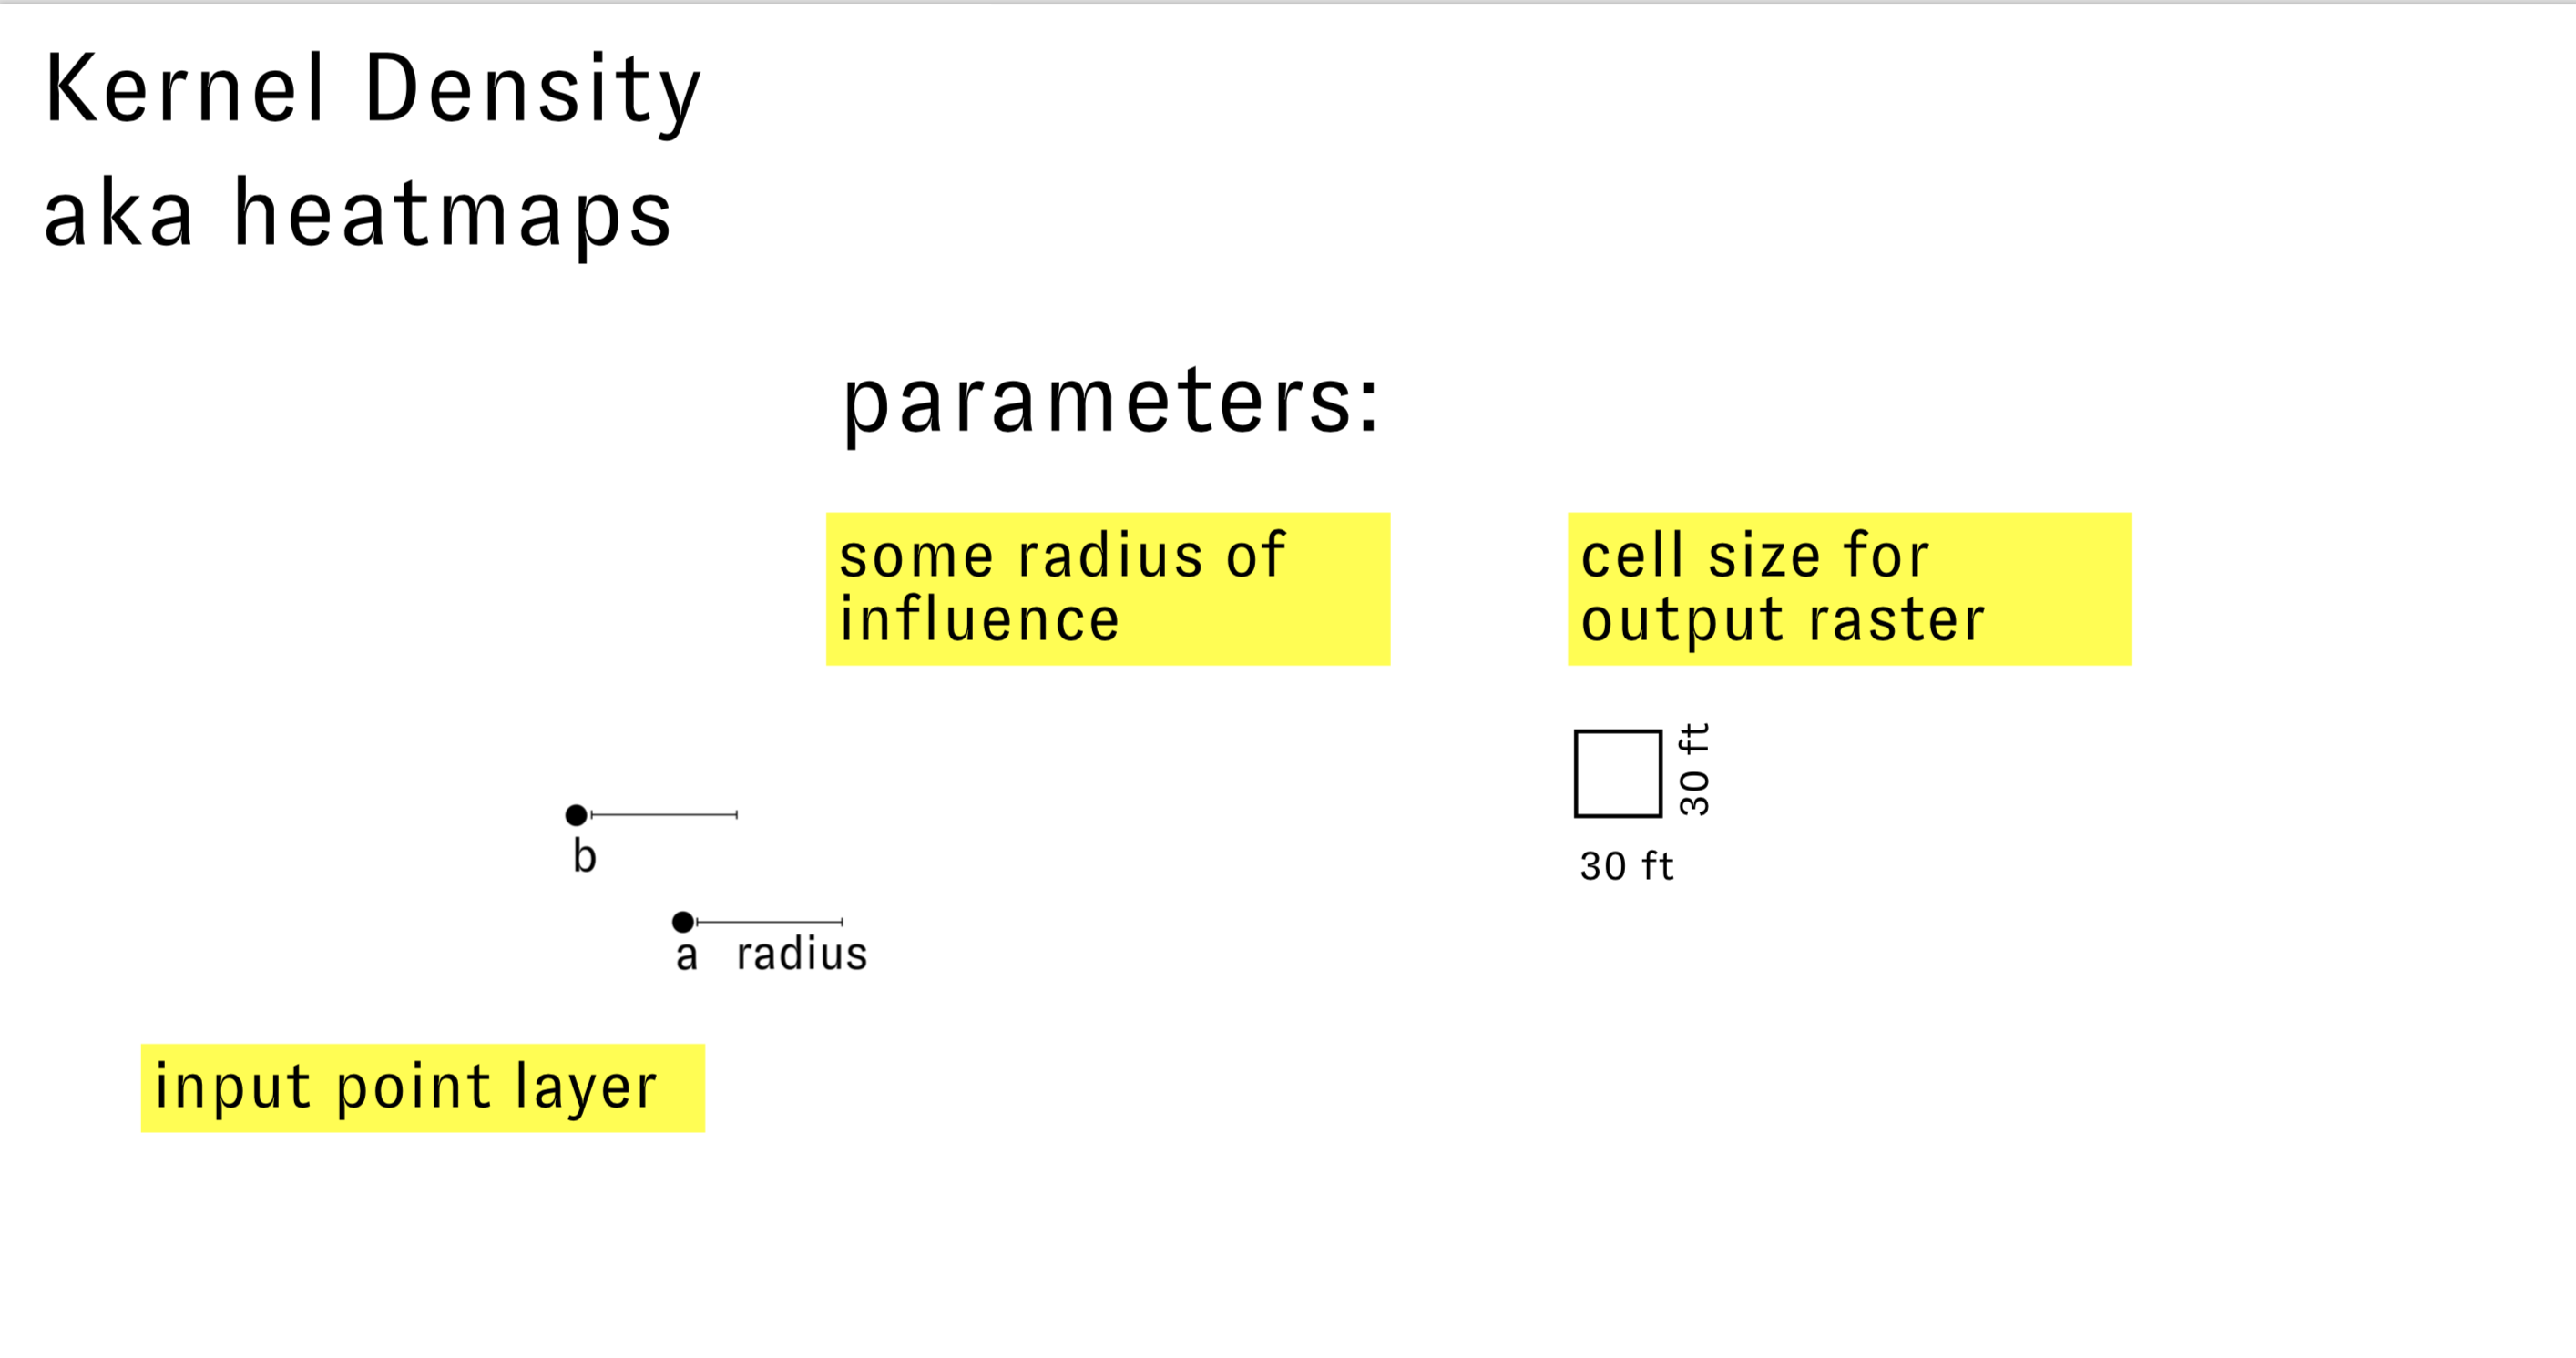 Kernel Density
aka heatmaps
parameters:
some radius of
influence
cell size for
output raster
30 ft
30 ft
b
a radius
input point layer